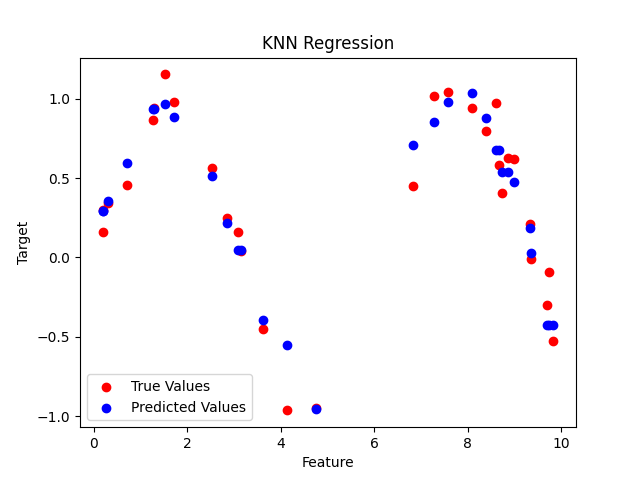 KNN Regression
1.0
0.5
0.0
−0.5
−1.0
Target
True Values
Predicted Values
0 2 4 6 8 10
Feature